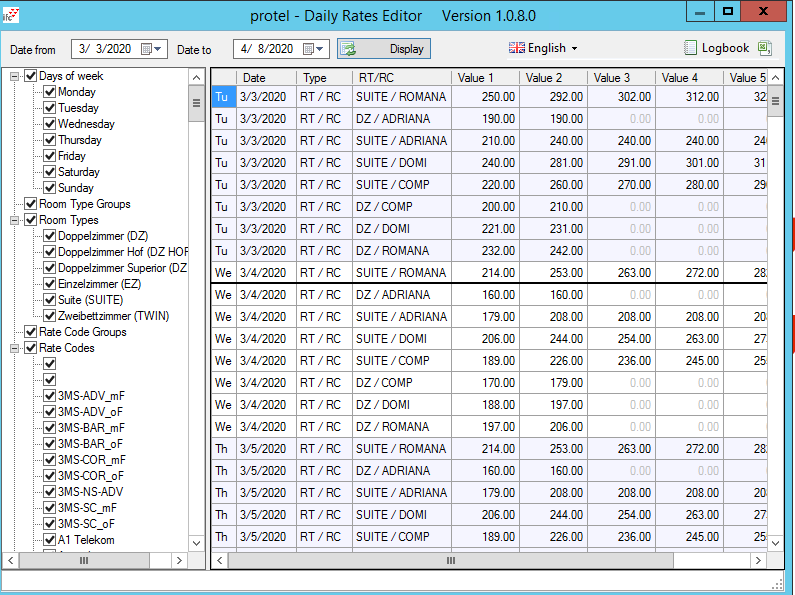 ifc
protel - Daily Rates Editor Version 1.0.8.0
Date from 3/ 3/2020 Date to 4/ 8/2020 Display English Logbook
Days of week
Monday
Tuesday
Wednesday
Thursday
Friday
Saturday
Sunday
Room Type Groups
Room Types
Doppelzimmer (DZ)
Doppelzimmer Hof (DZ HOF
Doppelzimmer Superior (DZ
Einzelzimmer (EZ)
Suite (SUITE)
Zweibettzimmer (TWIN)
Rate Code Groups
Rate Codes
3MS-ADV_mF
3MS-ADV_oF
3MS-BAR_mF
3MS-BAR_oF
3MS-COR_mF
3MS-COR_oF
3MS-NS-ADV
3MS-SC_mF
3MS-SC_oF
A1 Telekom
Date Type RT/RC Value 1 Value 2 Value 3 Value 4 Value 5
Tu 3/3/2020 RT / RC SUITE / ROMANA 250.00 292.00 302.00 312.00 32
Tu 3/3/2020 RT / RC DZ / ADRIANA 190.00 190.00 0.00 0.00
Tu 3/3/2020 RT / RC SUITE / ADRIANA 210.00 240.00 240.00 240.00 24
Tu 3/3/2020 RT / RC SUITE / DOMI 240.00 281.00 291.00 301.00 31
Tu 3/3/2020 RT / RC SUITE / COMP 220.00 260.00 270.00 280.00 29
Tu 3/3/2020 RT / RC DZ / COMP 200.00 210.00 0.00 0.00
Tu 3/3/2020 RT / RC DZ / DOMI 221.00 231.00 0.00 0.00
Tu 3/3/2020 RT / RC DZ / ROMANA 232.00 242.00 0.00 0.00
We 3/4/2020 RT / RC SUITE / ROMANA 214.00 253.00 263.00 272.00 28
We 3/4/2020 RT / RC DZ / ADRIANA 160.00 160.00 0.00 0.00
We 3/4/2020 RT / RC SUITE / ADRIANA 179.00 208.00 208.00 208.00 20
We 3/4/2020 RT / RC SUITE / DOMI 206.00 244.00 254.00 263.00 27
We 3/4/2020 RT / RC SUITE / COMP 189.00 226.00 236.00 245.00 25
We 3/4/2020 RT / RC DZ / COMP 170.00 179.00 0.00 0.00
We 3/4/2020 RT / RC DZ / DOMI 188.00 197.00 0.00 0.00
We 3/4/2020 RT / RC DZ / ROMANA 197.00 206.00 0.00 0.00
Th 3/5/2020 RT / RC SUITE / ROMANA 214.00 253.00 263.00 272.00 28
Th 3/5/2020 RT / RC DZ / ADRIANA 160.00 160.00 0.00 0.00
Th 3/5/2020 RT / RC SUITE / ADRIANA 179.00 208.00 208.00 208.00 20
Th 3/5/2020 RT / RC SUITE / DOMI 206.00 244.00 254.00 263.00 27
Th 3/5/2020 RT / RC SUITE / COMP 189.00 226.00 236.00 245.00 25